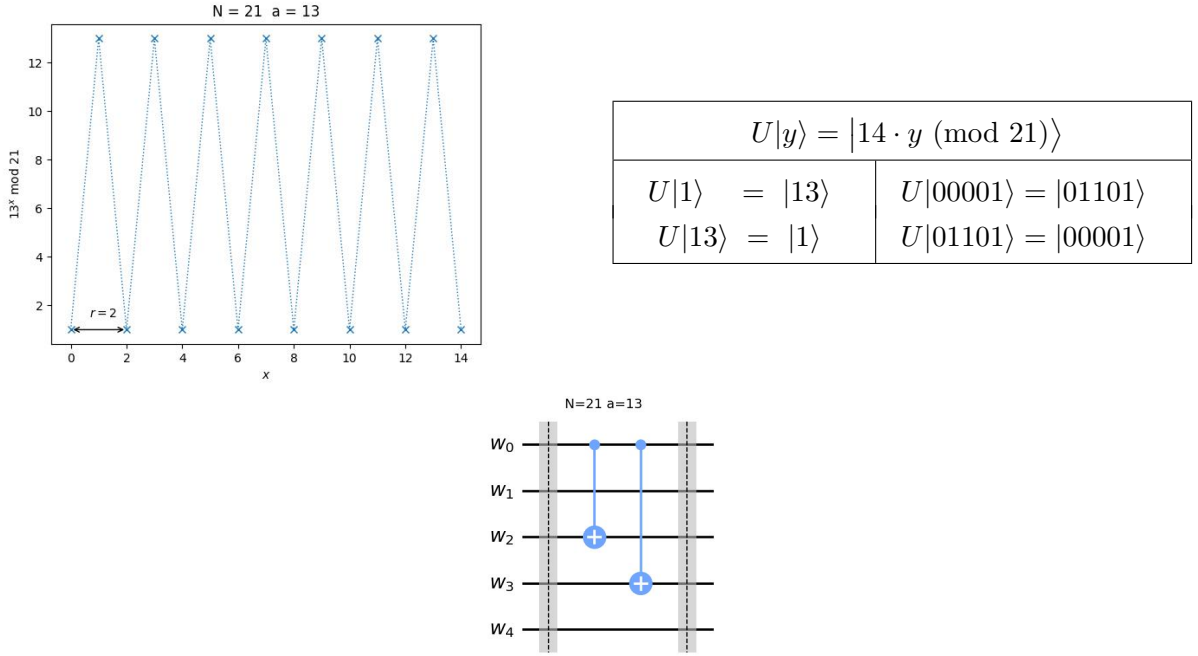 N = 21 a = 13
12
10
8
6
4
2
13^x mod 21
r = 2
0 2 4 6 8 10 12 14
x
U|y⟩ = |14 · y (mod 21)⟩
U|1⟩ = |13⟩ U|00001⟩ = |01101⟩
U|13⟩ = |1⟩ U|01101⟩ = |00001⟩
N=21 a=13
w₀
w₁
w₂
w₃
w₄